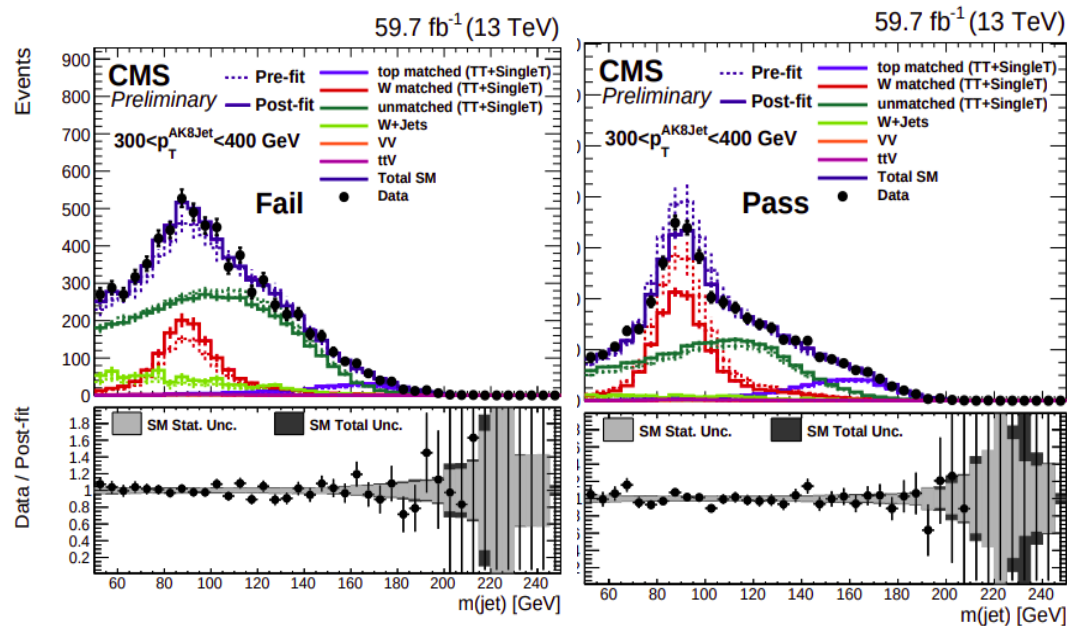 59.7 fb⁻¹ (13 TeV)
Events
900
800
700
600
500
400
300
200
100
0
CMS
Preliminary
Pre-fit
Post-fit
300<p_T^AK8Jet<400 GeV
Fail
top matched (TT+SingleT)
W matched (TT+SingleT)
unmatched (TT+SingleT)
W+Jets
VV
ttV
Total SM
Data
Data / Post-fit
1.8
1.6
1.4
1.2
1
0.8
0.6
0.4
0.2
SM Stat. Unc.
SM Total Unc.
60 80 100 120 140 160 180 200 220 240
m(jet) [GeV]
59.7 fb⁻¹ (13 TeV)
CMS
Preliminary
Pre-fit
Post-fit
300<p_T^AK8Jet<400 GeV
Pass
top matched (TT+SingleT)
W matched (TT+SingleT)
unmatched (TT+SingleT)
W+Jets
VV
ttV
Total SM
Data
SM Stat. Unc.
SM Total Unc.
60 80 100 120 140 160 180 200 220 240
m(jet) [GeV]